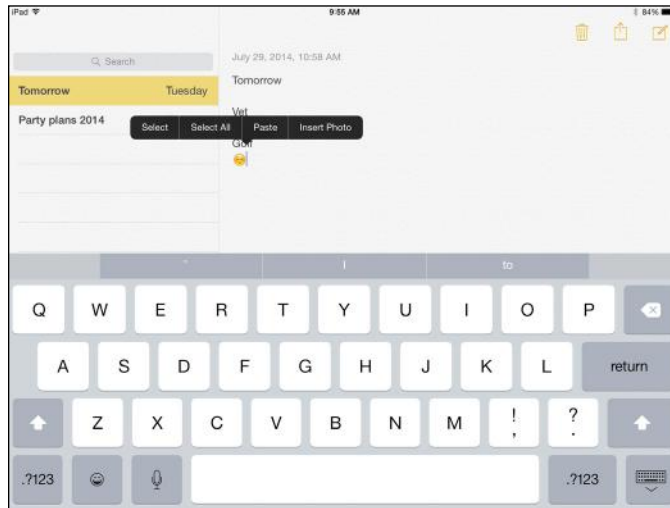 iPad 9:55 AM 84%
Search
July 29, 2014, 10:58 AM
Tomorrow Tuesday
Tomorrow
Party plans 2014
Vet
Select Select All Paste Insert Photo
Golf
" I to
Q W E R T Y U I O P
A S D F G H J K L return
Z X C V B N M ! , ? .
.?123 .?123